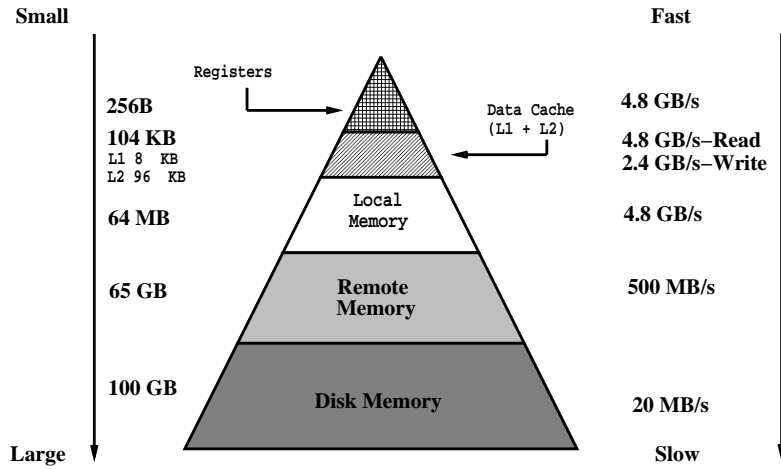 Small
Fast
Registers
256B
4.8 GB/s
Data Cache
(L1 + L2)
104 KB
L1 8 KB
L2 96 KB
4.8 GB/s–Read
2.4 GB/s–Write
Local
Memory
64 MB
4.8 GB/s
65 GB
Remote
Memory
500 MB/s
100 GB
Disk Memory
20 MB/s
Large
Slow